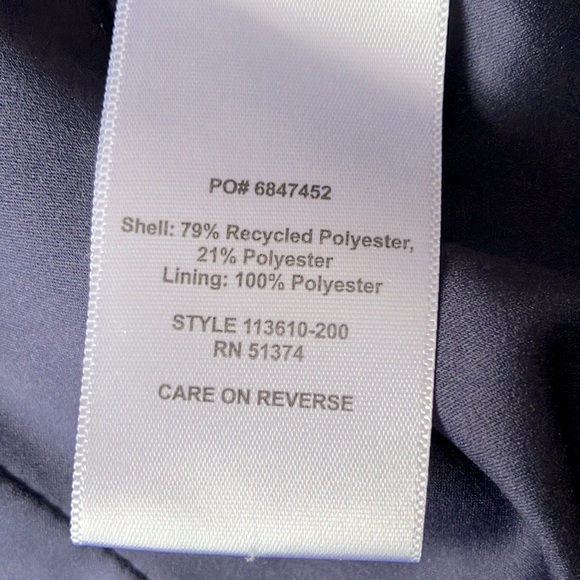 PO# 6847452
Shell: 79% Recycled Polyester,
21% Polyester
Lining: 100% Polyester
STYLE 113610-200
RN 51374
CARE ON REVERSE